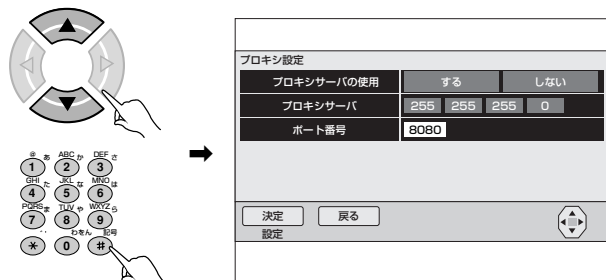 プロキシ設定
プロキシサーバの使用 する しない
プロキシサーバ 255 255 255 0
ポート番号 8080
決定 戻る
設定
@ あ ABC か DEF さ
1 2 3
GHI た JKL な MNO は
4 5 6
PQRS ま TUV や WXYZ ら
7 8 9
゛゜ わをん 記号
* 0 #